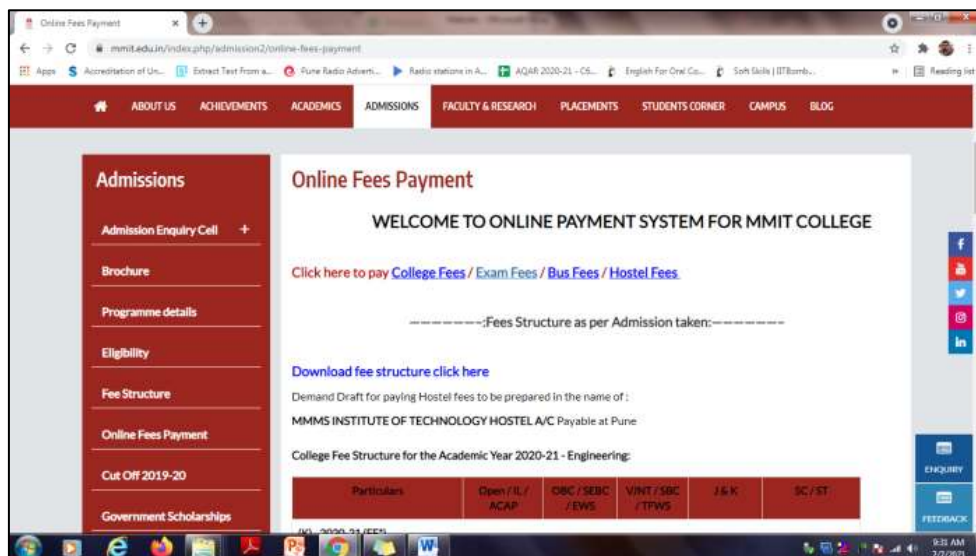 Online Fees Payment
mmit.edu.in/index.php/admission2/online-fees-payment
Apps Accreditation of Un... Extract Text From a... Pune Radio Adverti... Radio stations in A... AQAR 2020-21 - CS... English For Oral Co... Soft Skills | IITBomb... Reading list
ABOUT US ACHIEVEMENTS ACADEMICS ADMISSIONS FACULTY & RESEARCH PLACEMENTS STUDENTS CORNER CAMPUS BLOG
Admissions
Admission Enquiry Cell +
Brochure
Programme details
Eligibility
Fee Structure
Online Fees Payment
Cut Off 2019-20
Government Scholarships
Online Fees Payment
WELCOME TO ONLINE PAYMENT SYSTEM FOR MMIT COLLEGE
Click here to pay College Fees / Exam Fees / Bus Fees / Hostel Fees
———————:Fees Structure as per Admission taken:———————
Download fee structure click here
Demand Draft for paying Hostel fees to be prepared in the name of :
MMMS INSTITUTE OF TECHNOLOGY HOSTEL A/C Payable at Pune
College Fee Structure for the Academic Year 2020-21 - Engineering:
Particulars Open / IL / ACAP OBC / SEBC / EWS VJNT / SBC / TFWS J & K SC / ST
ENQUIRY
FEEDBACK
9:31 AM